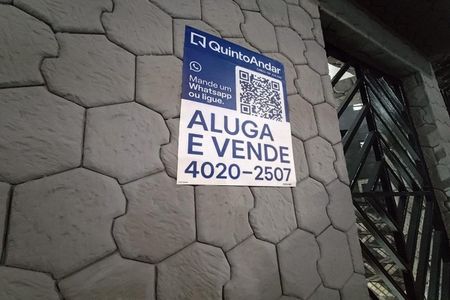 QuintoAndar
Mande um
Whatsapp
ou ligue.
ALUGA
E VENDE
4020-2507